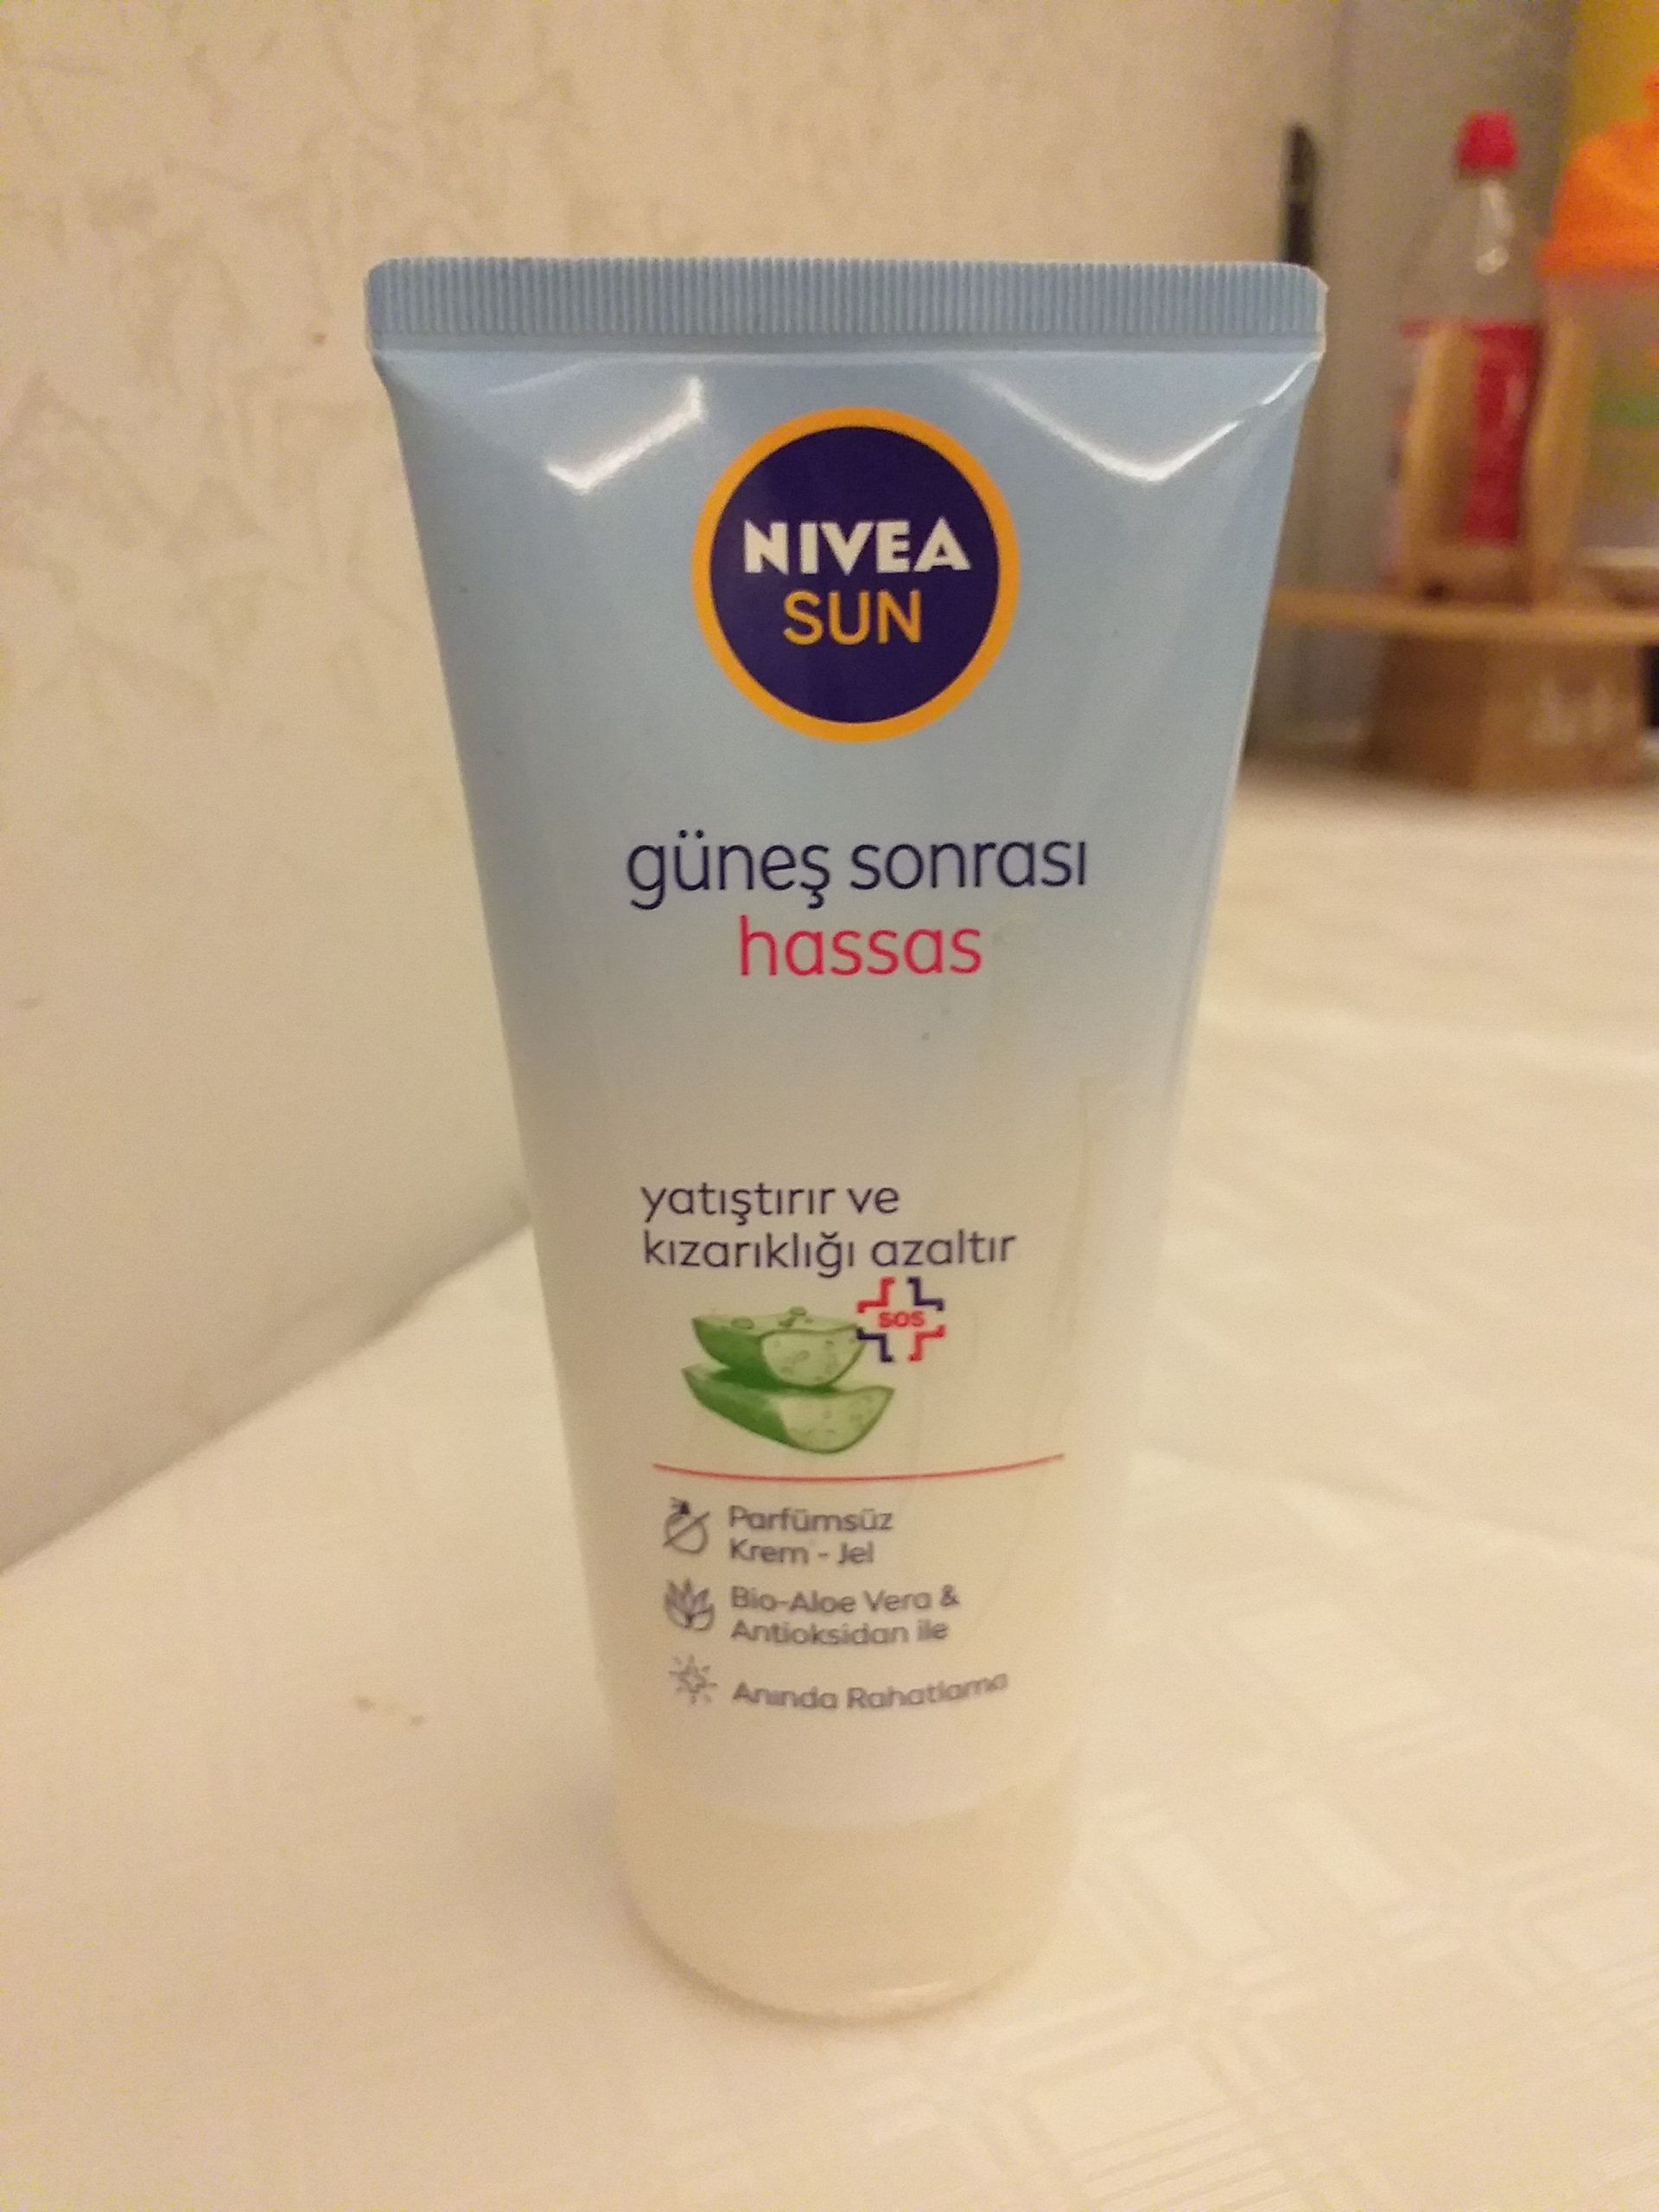 NIVEA
SUN
güneş sonrası
hassas
yatıştırır ve
kızarıklığı azaltır
SOS
Parfümsüz
Krem - Jel
Bio-Aloe Vera &
Antioksidan ile
Anında Rahatlama